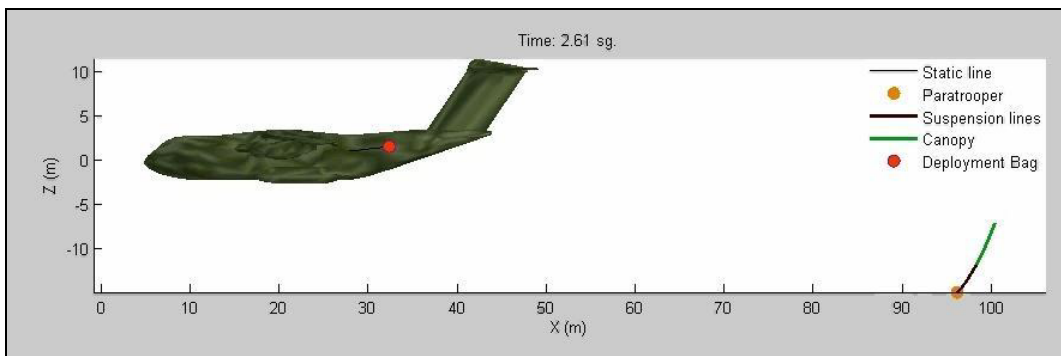 Time: 2.61 sg.
10
5
0
-5
-10
Z (m)
Static line
Paratrooper
Suspension lines
Canopy
Deployment Bag
0 10 20 30 40 50 60 70 80 90 100
X (m)